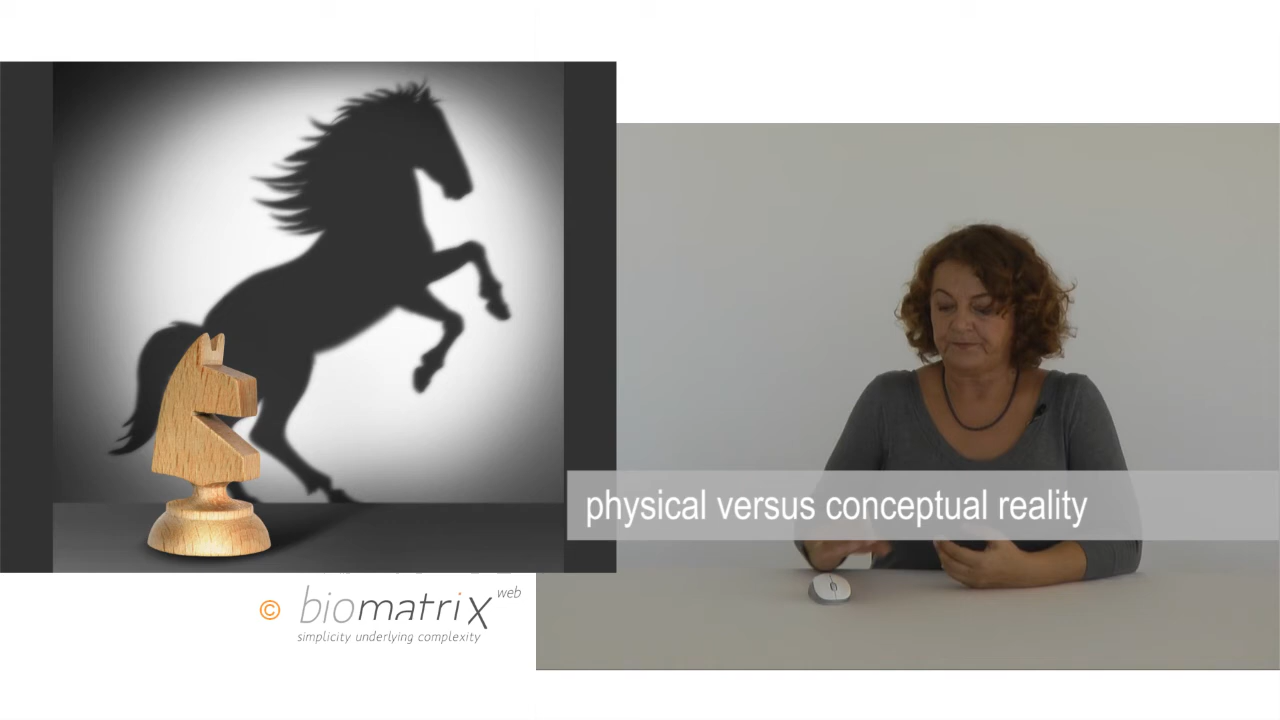 physical versus conceptual reality
© biomatrix web
simplicity underlying complexity